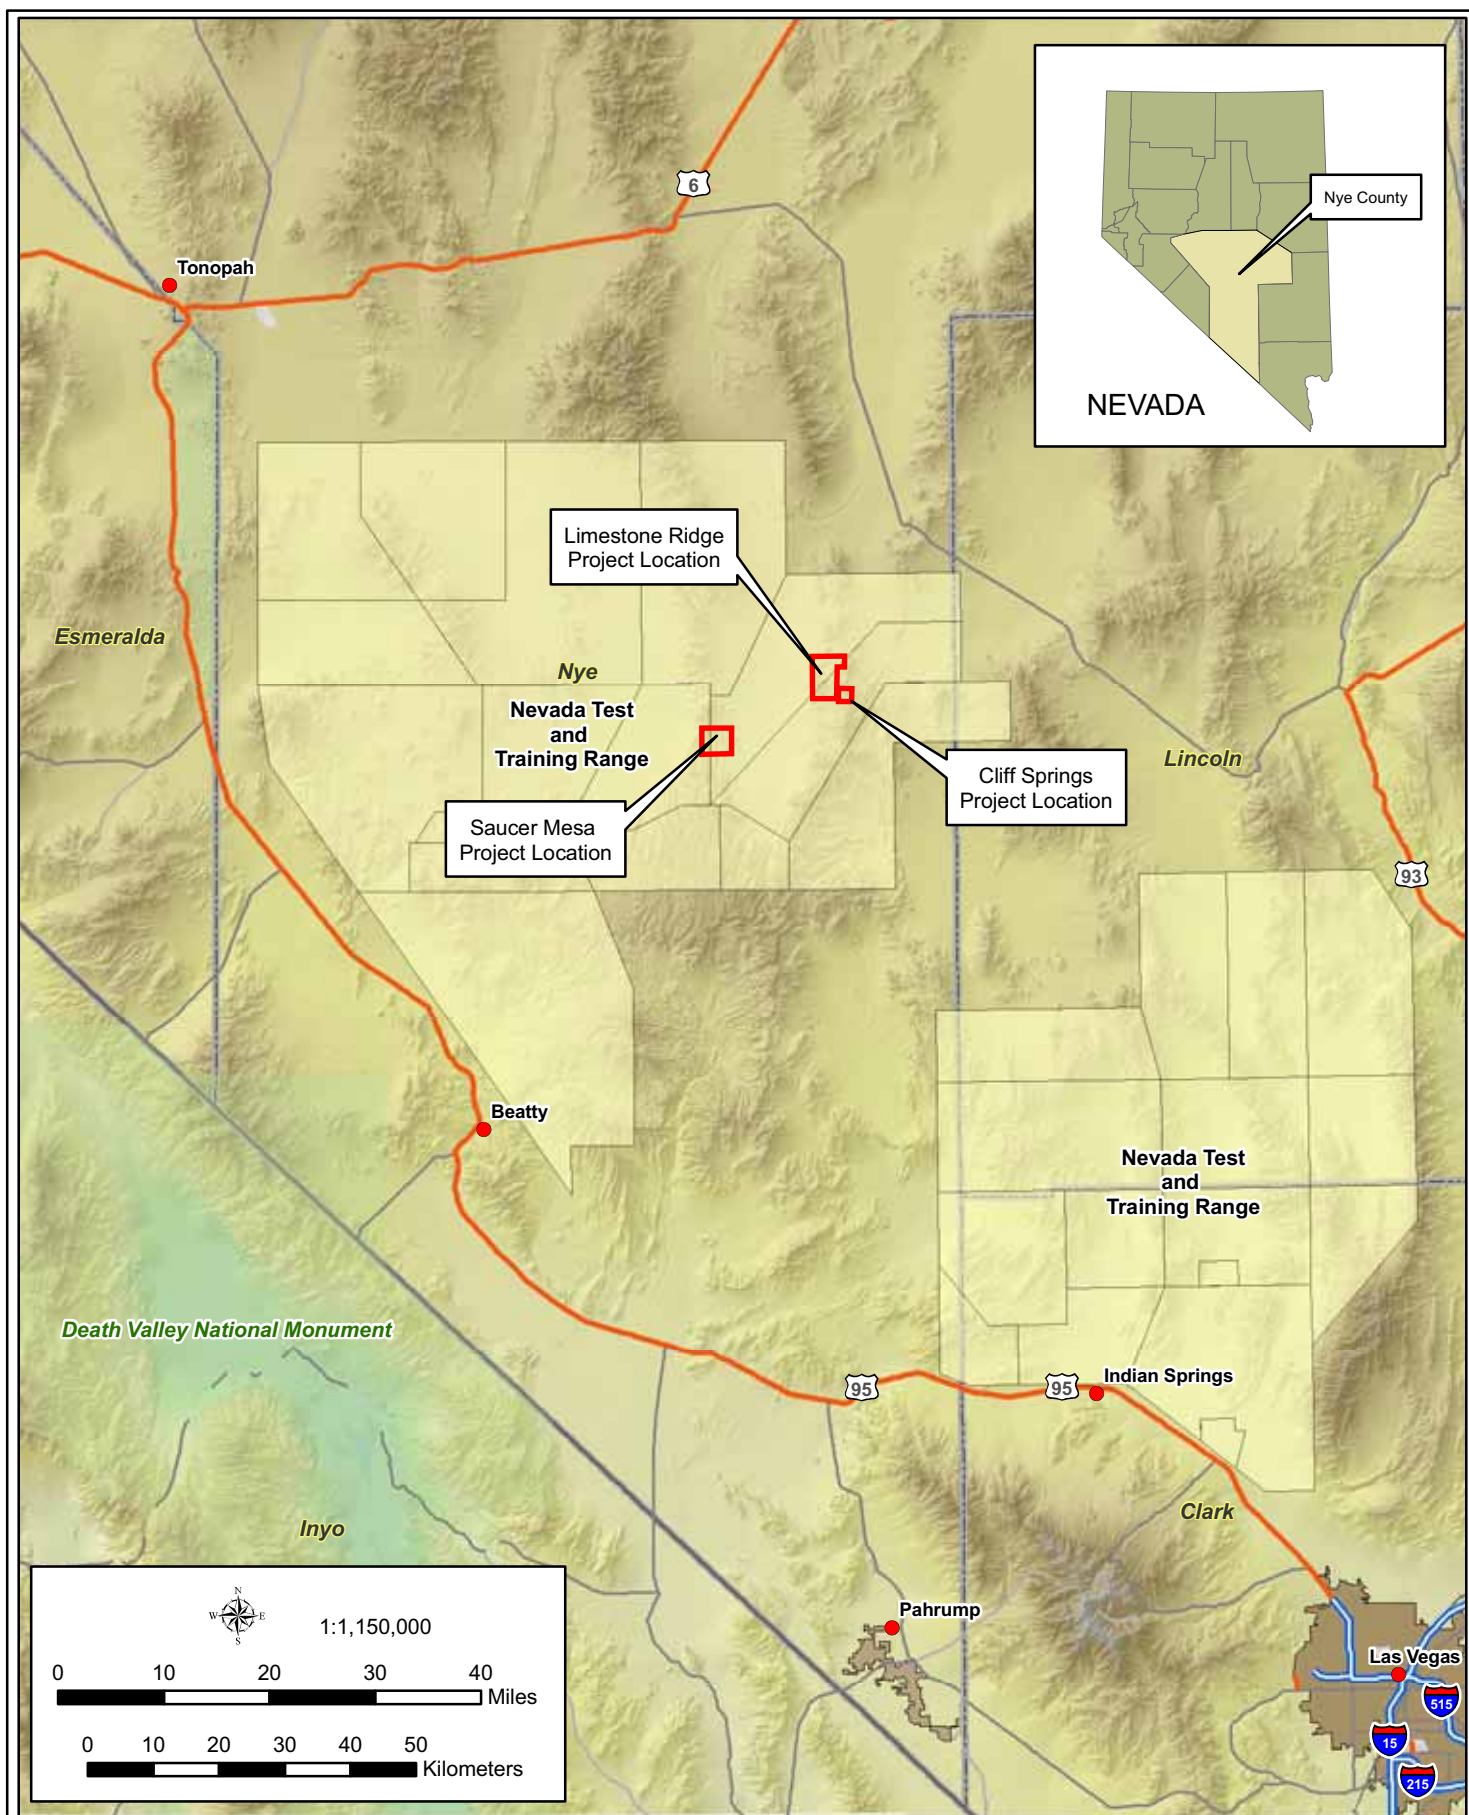 Nye County
NEVADA
6
Tonopah
Limestone Ridge
Project Location
Esmeralda
Nye
Nevada Test
and
Training Range
Lincoln
Cliff Springs
Project Location
Saucer Mesa
Project Location
93
Beatty
Nevada Test
and
Training Range
Death Valley National Monument
95
95
Indian Springs
Clark
Inyo
N
W
E
S
1:1,150,000
0 10 20 30 40
Miles
0 10 20 30 40 50
Kilometers
Pahrump
Las Vegas
515
15
215